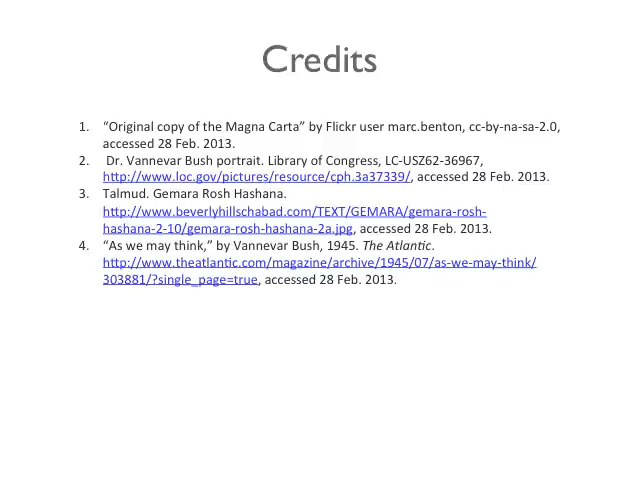 Credits
1. “Original copy of the Magna Carta” by Flickr user marc.benton, cc-by-na-sa-2.0,
accessed 28 Feb. 2013.
2. Dr. Vannevar Bush portrait. Library of Congress, LC-USZ62-36967,
http://www.loc.gov/pictures/resource/cph.3a37339/, accessed 28 Feb. 2013.
3. Talmud. Gemara Rosh Hashana.
http://www.beverlyhillschabad.com/TEXT/GEMARA/gemara-rosh-
hashana-2-10/gemara-rosh-hashana-2a.jpg, accessed 28 Feb. 2013.
4. “As we may think,” by Vannevar Bush, 1945. The Atlantic.
http://www.theatlantic.com/magazine/archive/1945/07/as-we-may-think/
303881/?single_page=true, accessed 28 Feb. 2013.